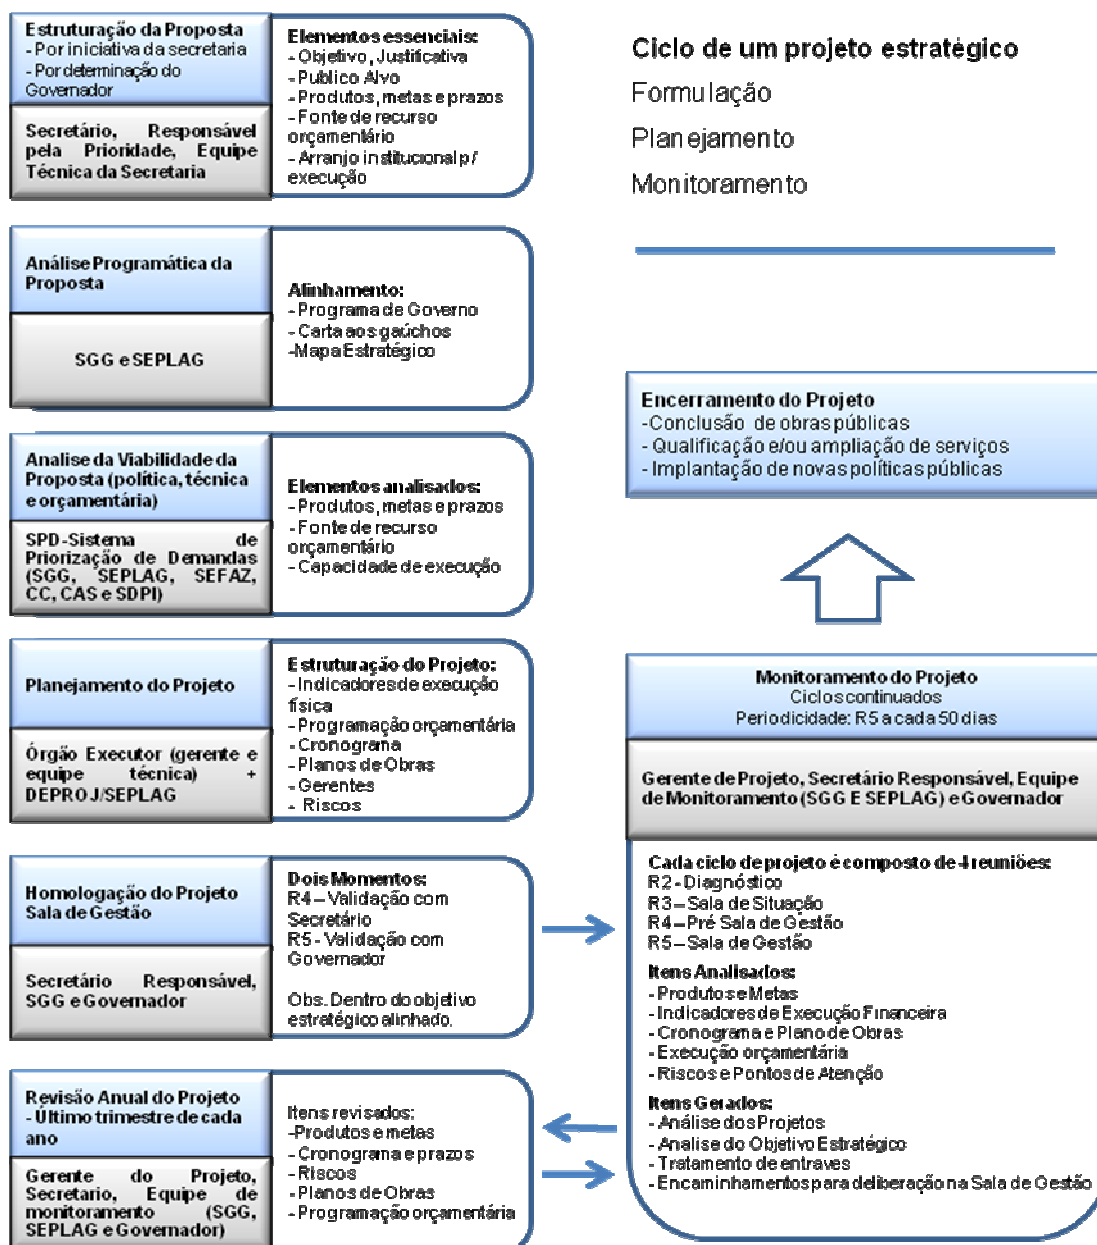 Estruturação da Proposta
- Por iniciativa da secretaria
- Por determinação do
Governador
Secretário, Responsável
pela Prioridade, Equipe
Técnica da Secretaria
Elementos essenciais:
- Objetivo, Justificativa
- Publico Alvo
- Produtos, metas e prazos
- Fonte de recurso
orçamentário
- Arranjo institucional p/
execução
Ciclo de um projeto estratégico
Formulação
Planejamento
Monitoramento
Análise Programática da
Proposta
SGG e SEPLAG
Alinhamento:
- Programa de Governo
- Carta aos gaúchos
-Mapa Estratégico
Analise da Viabilidade da
Proposta (política, técnica
e orçamentária)
SPD-Sistema de
Priorização de Demandas
(SGG, SEPLAG, SEFAZ,
CC, CAS e SDPI)
Elementos analisados:
- Produtos, metas e prazos
- Fonte de recurso
orçamentário
- Capacidade de execução
Planejamento do Projeto
Órgão Executor (gerente e
equipe técnica) +
DEPROJ/SEPLAG
Estruturação do Projeto:
- Indicadores de execução
física
- Programação orçamentária
- Cronograma
- Planos de Obras
- Gerentes
- Riscos
Homologação do Projeto
Sala de Gestão
Secretário Responsável,
SGG e Governador
Dois Momentos:
R4 – Validação com
Secretário
R5 - Validação com
Governador
Obs. Dentro do objetivo
estratégico alinhado.
Revisão Anual do Projeto
- Último trimestre de cada
ano
Gerente do Projeto,
Secretario, Equipe de
monitoramento (SGG,
SEPLAG e Governador)
Itens revisados:
-Produtos e metas
- Cronograma e prazos
- Riscos
- Planos de Obras
- Programação orçamentária
Encerramento do Projeto
-Conclusão de obras públicas
- Qualificação e/ou ampliação de serviços
- Implantação de novas políticas públicas
Monitoramento do Projeto
Ciclos continuados
Periodicidade: R5 a cada 50 dias
Gerente de Projeto, Secretário Responsável, Equipe
de Monitoramento (SGG E SEPLAG) e Governador
Cada ciclo de projeto é composto de 4 reuniões:
R2 - Diagnóstico
R3 – Sala de Situação
R4 – Pré Sala de Gestão
R5 – Sala de Gestão
Itens Analisados:
- Produtos e Metas
- Indicadores de Execução Financeira
- Cronograma e Plano de Obras
- Execução orçamentária
- Riscos e Pontos de Atenção
Itens Gerados:
- Análise dos Projetos
- Analise do Objetivo Estratégico
- Tratamento de entraves
- Encaminhamentos para deliberação na Sala de Gestão